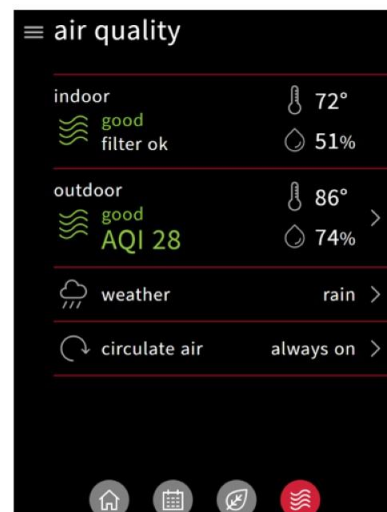 air quality
indoor
good
filter ok
72°
51%
outdoor
good
AQI 28
86°
74%
weather
rain
circulate air
always on